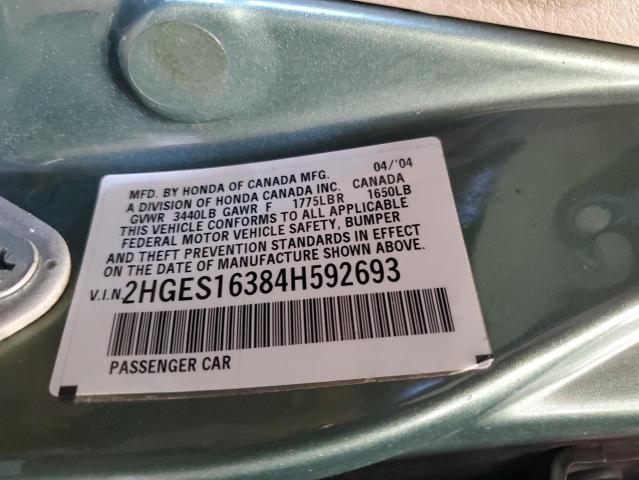 MFD. BY HONDA OF CANADA MFG. 04/'04
A DIVISION OF HONDA CANADA INC. CANADA
GVWR 3440LB GAWR F 1775LBR 1650LB
THIS VEHICLE CONFORMS TO ALL APPLICABLE
FEDERAL MOTOR VEHICLE SAFETY, BUMPER
AND THEFT PREVENTION STANDARDS IN EFFECT
ON THE DATE OF MANUFACTURE SHOWN ABOVE.
V.I.N. 2HGES16384H592693
PASSENGER CAR